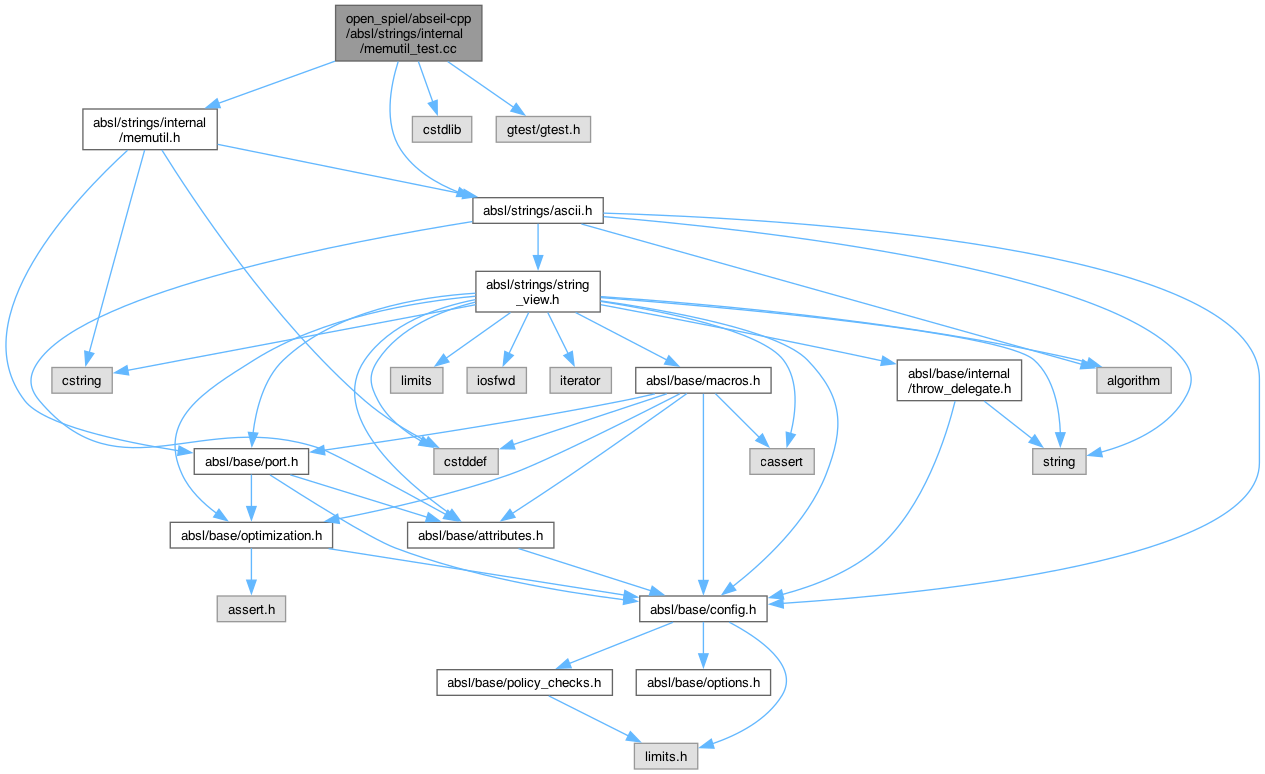 open_spiel/abseil-cpp
/absl/strings/internal
/memutil_test.cc
absl/strings/internal
/memutil.h
cstdlib
gtest/gtest.h
absl/strings/ascii.h
absl/strings/string
_view.h
cstring
limits
iosfwd
iterator
absl/base/macros.h
absl/base/internal
/throw_delegate.h
algorithm
absl/base/port.h
cstddef
cassert
string
absl/base/optimization.h
absl/base/attributes.h
assert.h
absl/base/config.h
absl/base/policy_checks.h
absl/base/options.h
limits.h